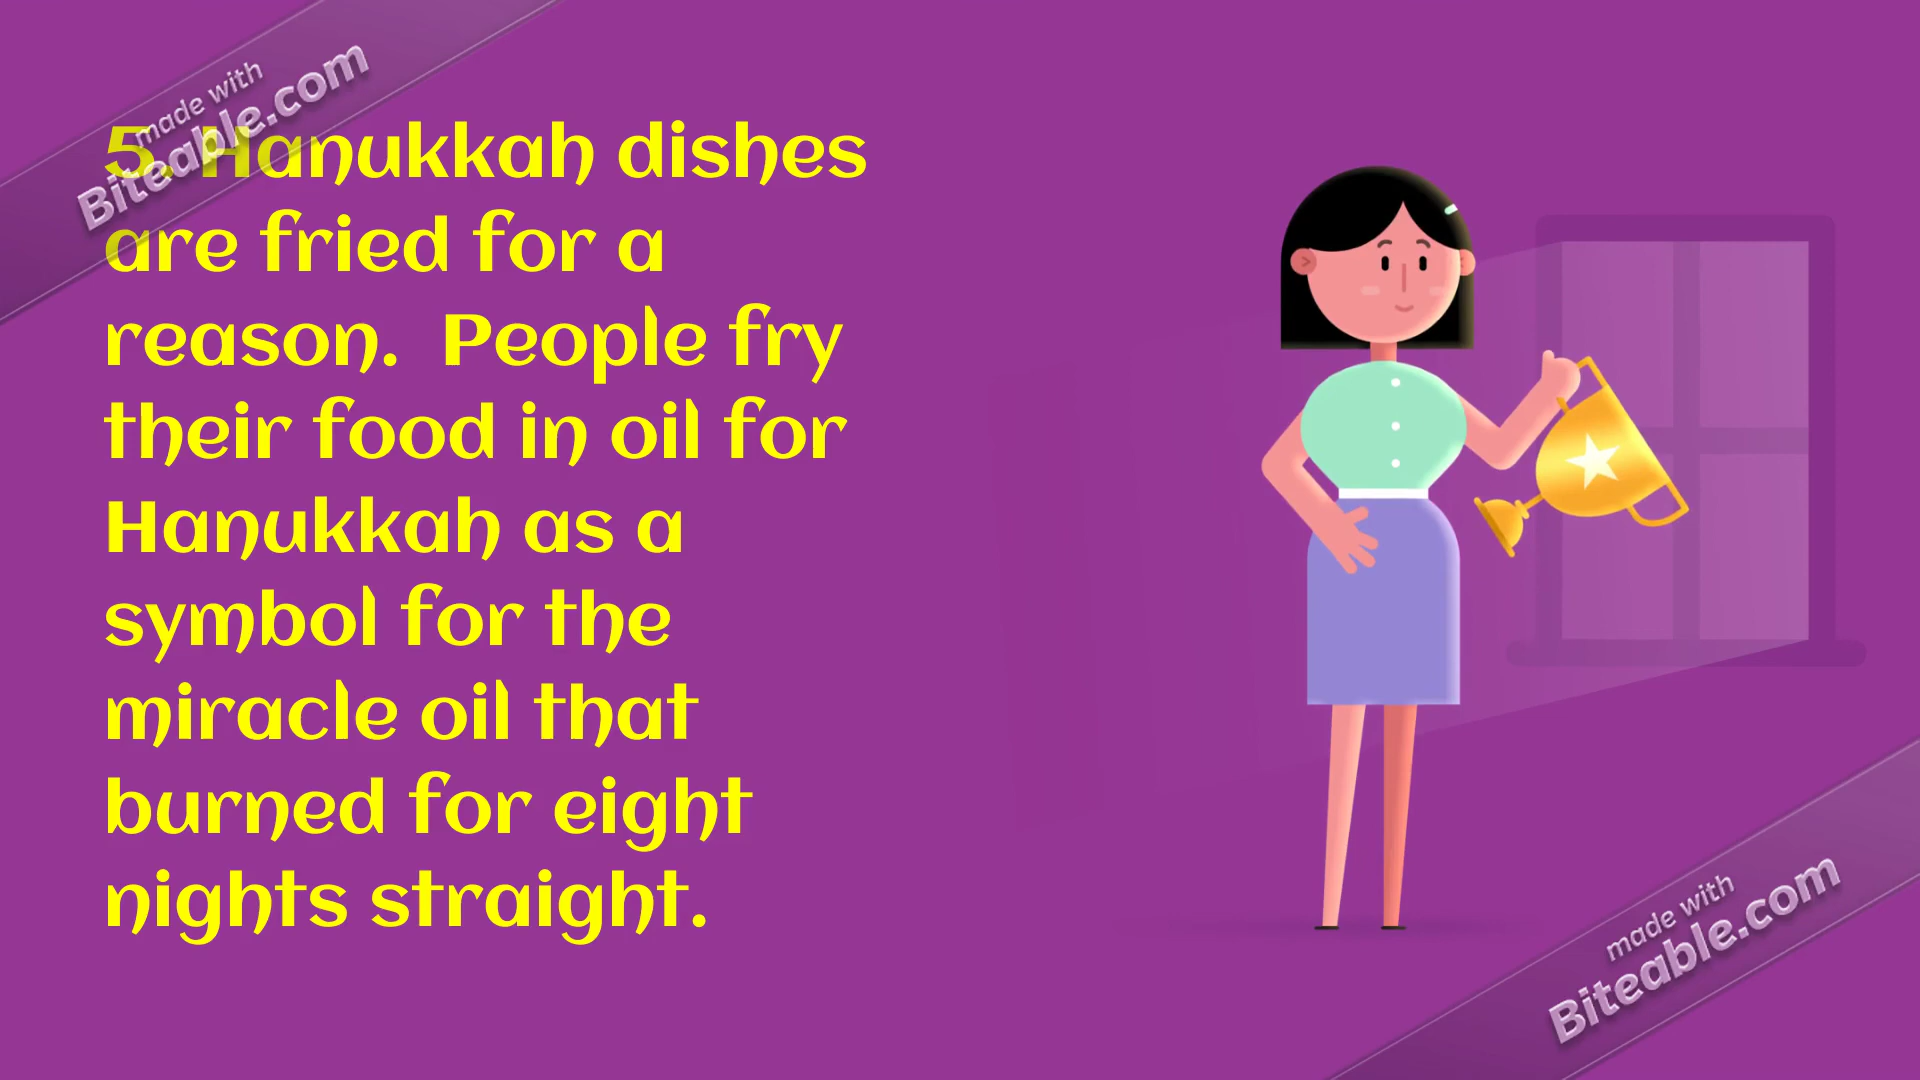 made with
Biteable.com
5. Hanukkah dishes
are fried for a
reason.  People fry
their food in oil for
Hanukkah as a
symbol for the
miracle oil that
burned for eight
nights straight.
made with
Biteable.com